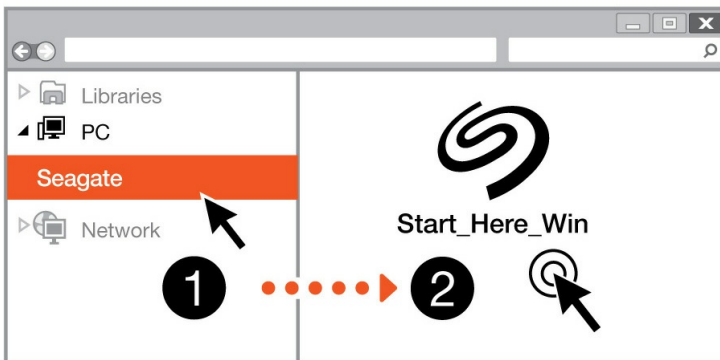 Libraries
PC
Seagate
Network
Start_Here_Win
1
2